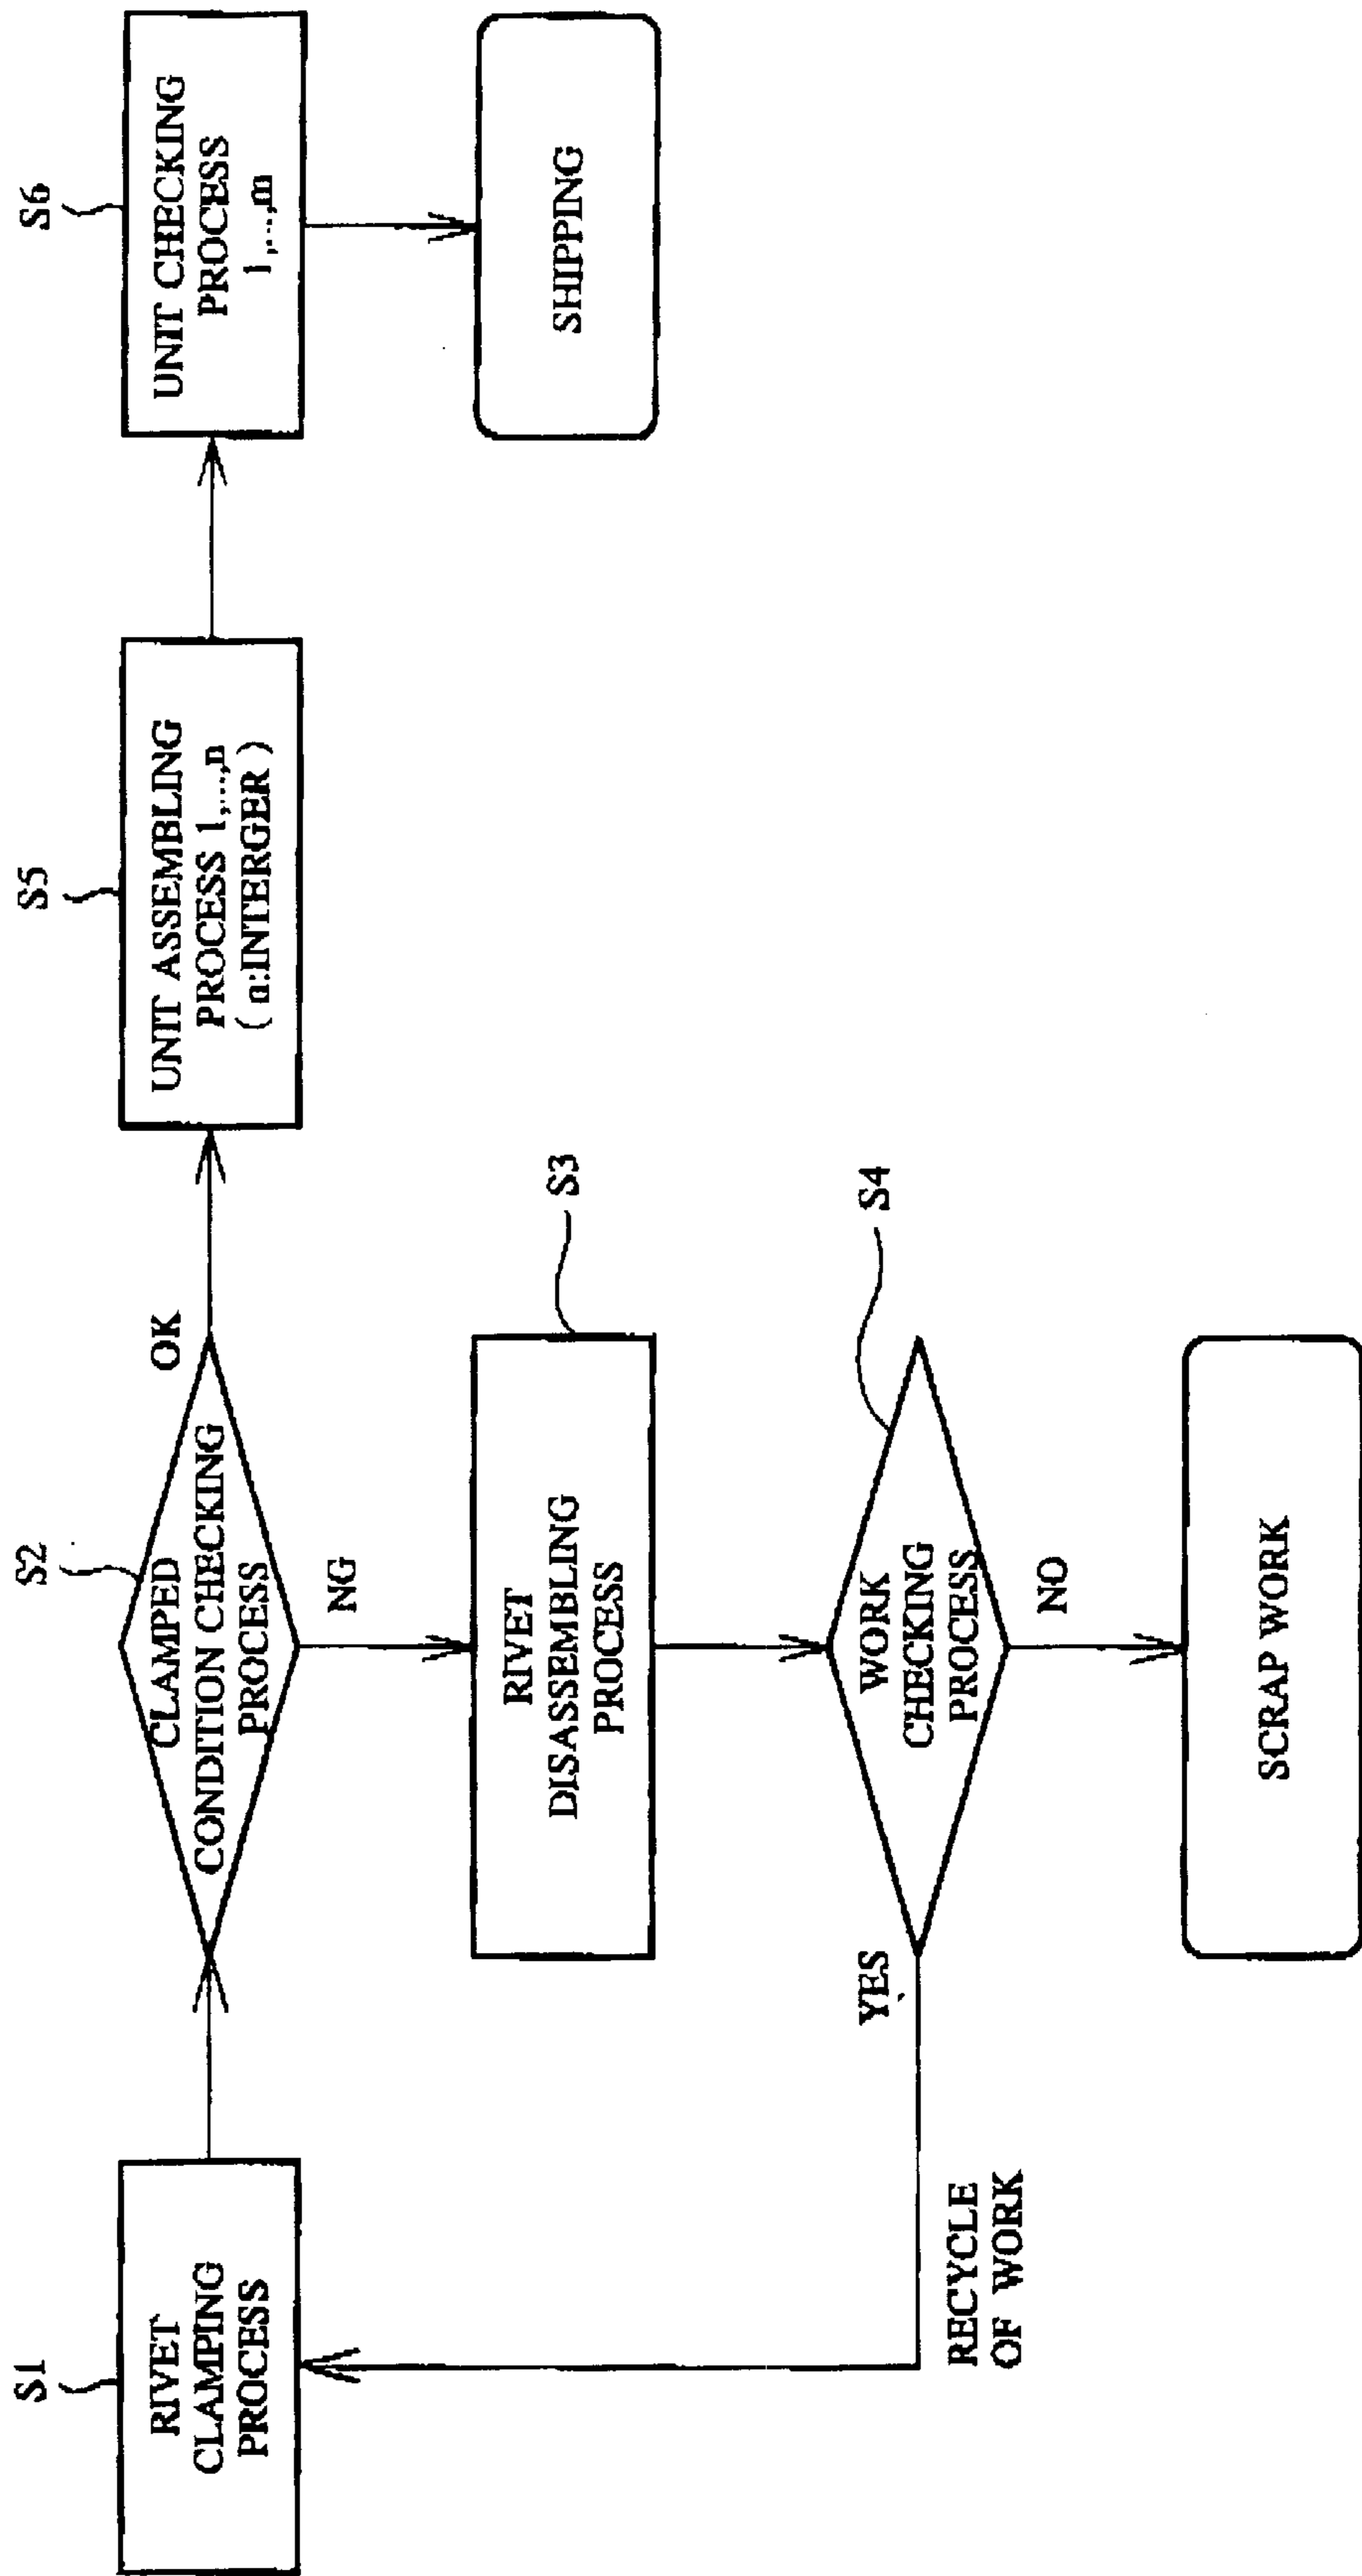 S1
RIVET
CLAMPING
PROCESS
S2
CLAMPED
CONDITION CHECKING
PROCESS
OK
NG
S5
UNIT ASSEMBLING
PROCESS 1,...,n
( n:INTERGER )
S6
UNIT CHECKING
PROCESS
1,...,m
SHIPPING
RIVET
DISASSEMBLING
PROCESS
S3
WORK
CHECKING
PROCESS
S4
YES
NO
RECYCLE
OF WORK
SCRAP WORK